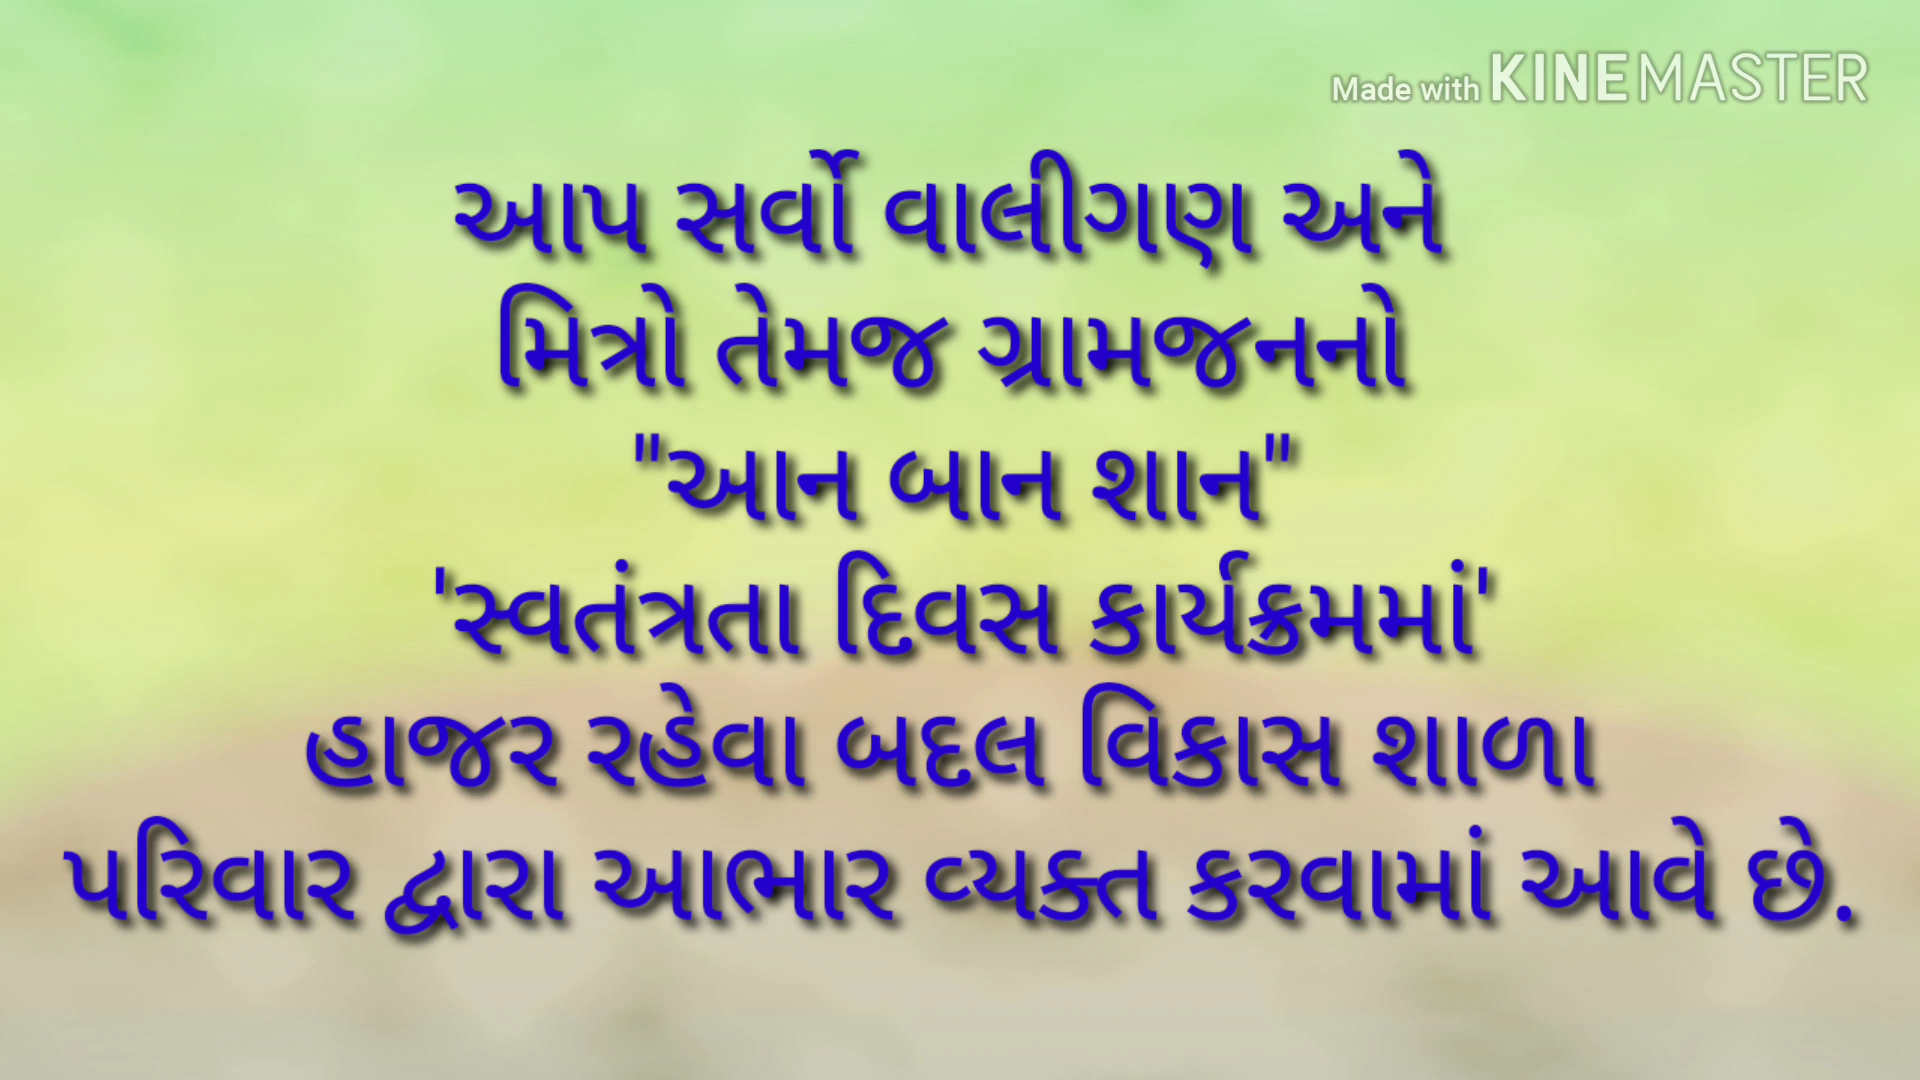 Made with KINEMASTER
આપ સર્વો વાલીગણ અને
મિત્રો તેમજ ગ્રામજનનો
"આન બાન શાન"
'સ્વતંત્રતા દિવસ કાર્યક્રમમાં'
હાજર રહેવા બદલ વિકાસ શાળા
પરિવાર દ્વારા આભાર વ્યક્ત કરવામાં આવે છે.